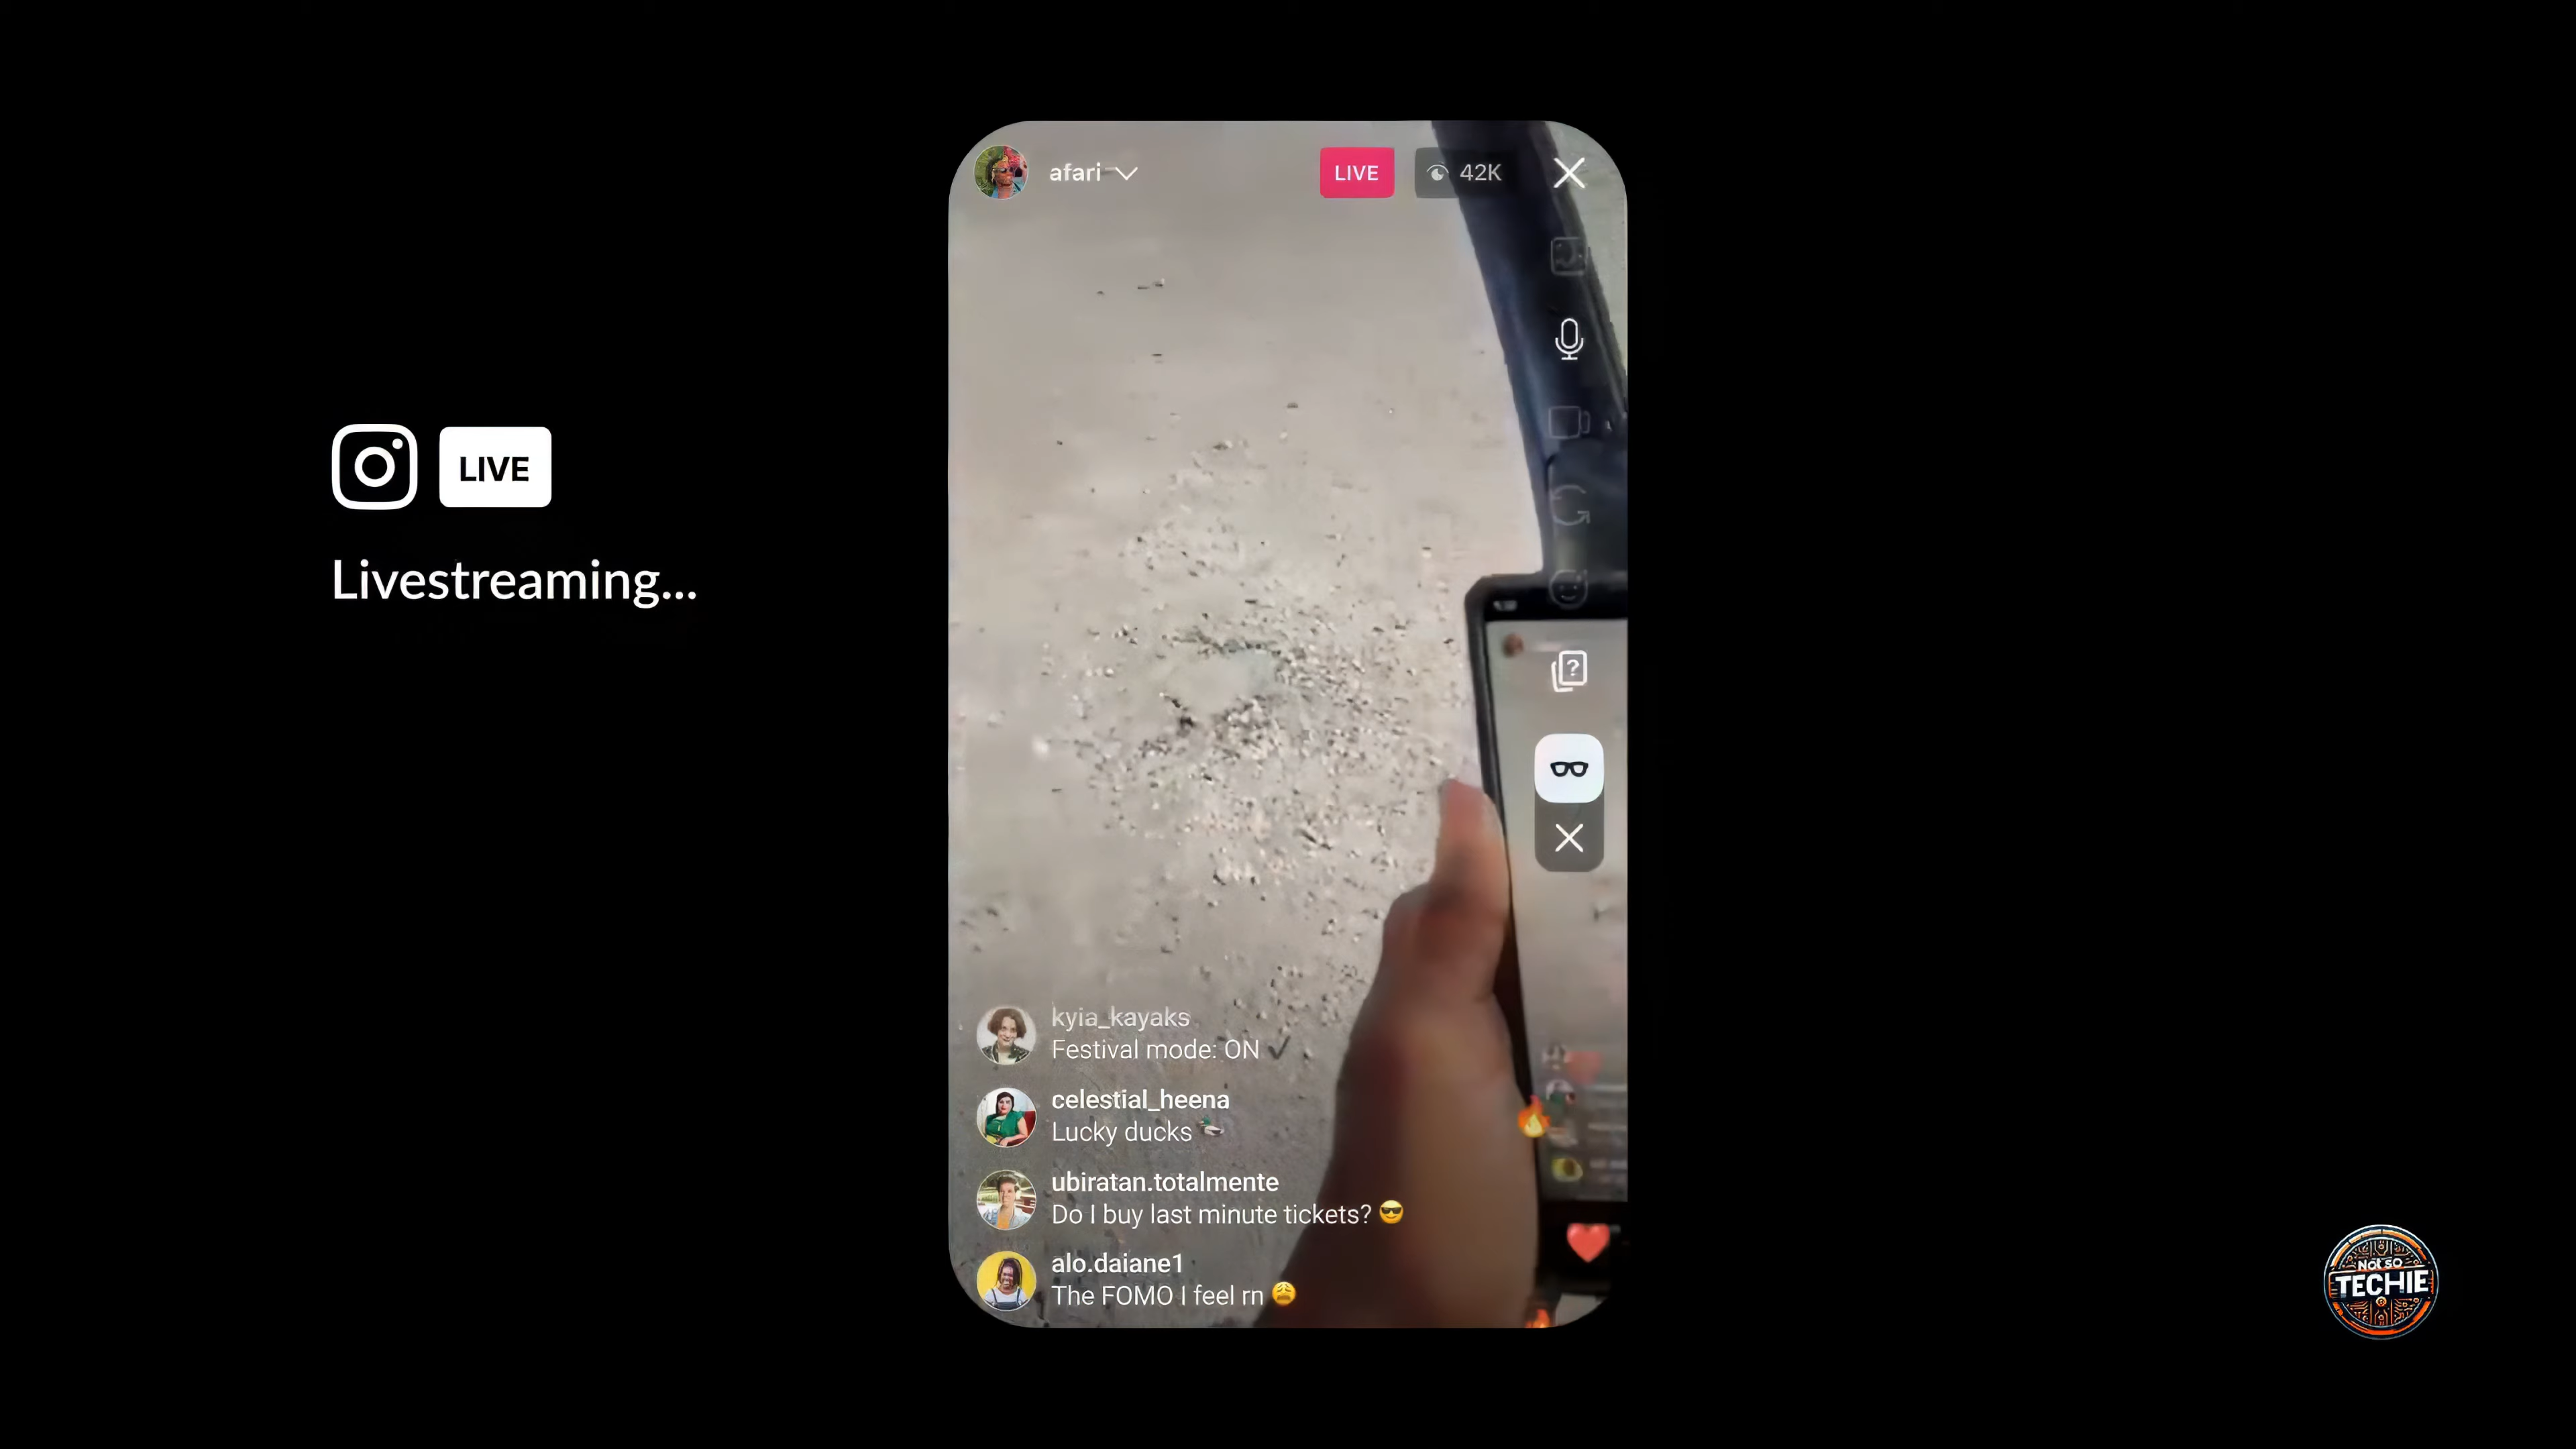 afari
LIVE
42K
LIVE
Livestreaming...
kyia_kayaks
Festival mode: ON
celestial_heena
Lucky ducks
ubiratan.totalmente
Do I buy last minute tickets?
alo.daiane1
The FOMO I feel rn
NOT SO
TECHIE